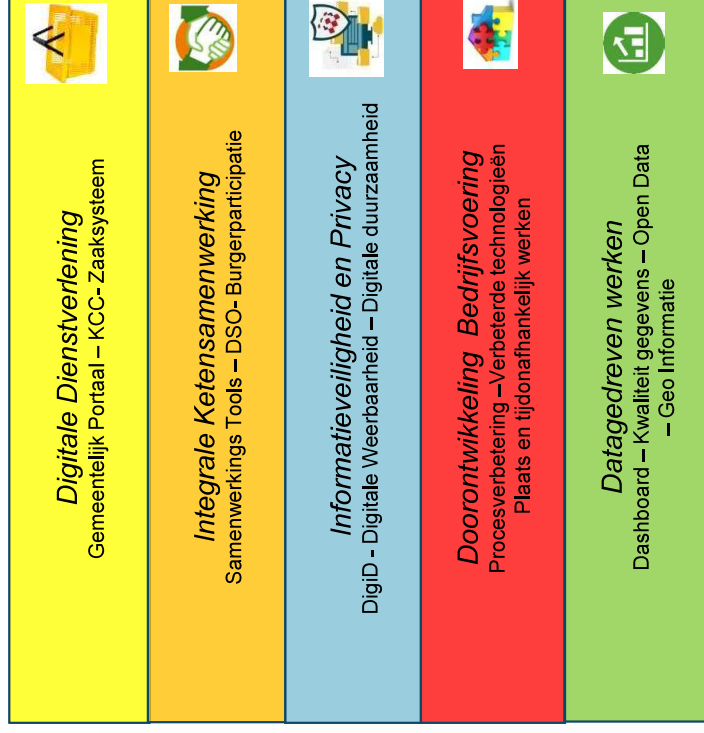 Digitale Dienstverlening
Gemeentelijk Portaal – KCC- Zaaksysteem
Integrale Ketensamenwerking
Samenwerkings Tools – DSO- Burgerparticipatie
Informatieveiligheid en Privacy
DigiD - Digitale Weerbaarheid – Digitale duurzaamheid
Doorontwikkeling Bedrijfsvoering
Procesverbetering –Verbeterde technologieën
Plaats en tijdonafhankelijk werken
Datagedreven werken
Dashboard – Kwaliteit gegevens – Open Data
– Geo Informatie